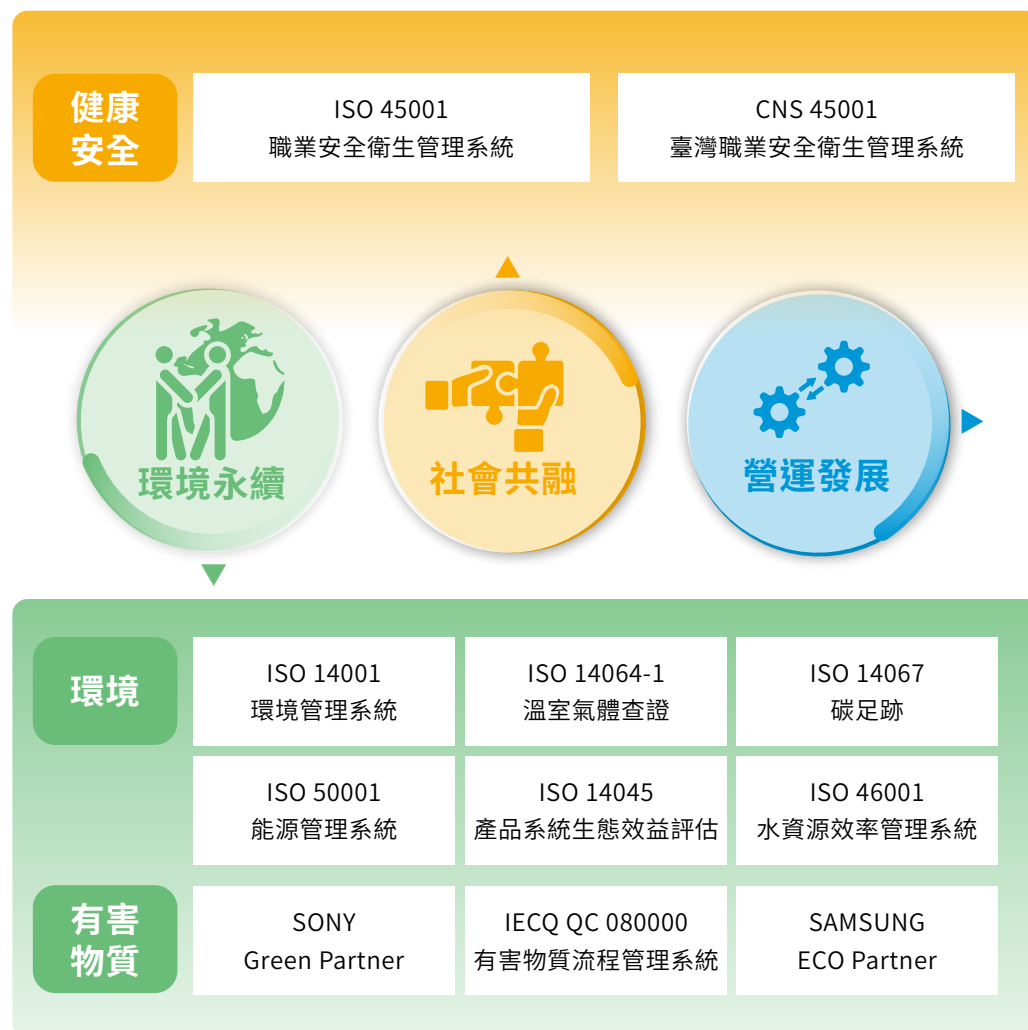 健康
安全
ISO 45001
職業安全衛生管理系統
CNS 45001
臺灣職業安全衛生管理系統
環境永續
社會共融
營運發展
環境
ISO 14001
環境管理系統
ISO 14064-1
溫室氣體查證
ISO 14067
碳足跡
ISO 50001
能源管理系統
ISO 14045
產品系統生態效益評估
ISO 46001
水資源效率管理系統
有害
物質
SONY
Green Partner
IECQ QC 080000
有害物質流程管理系統
SAMSUNG
ECO Partner